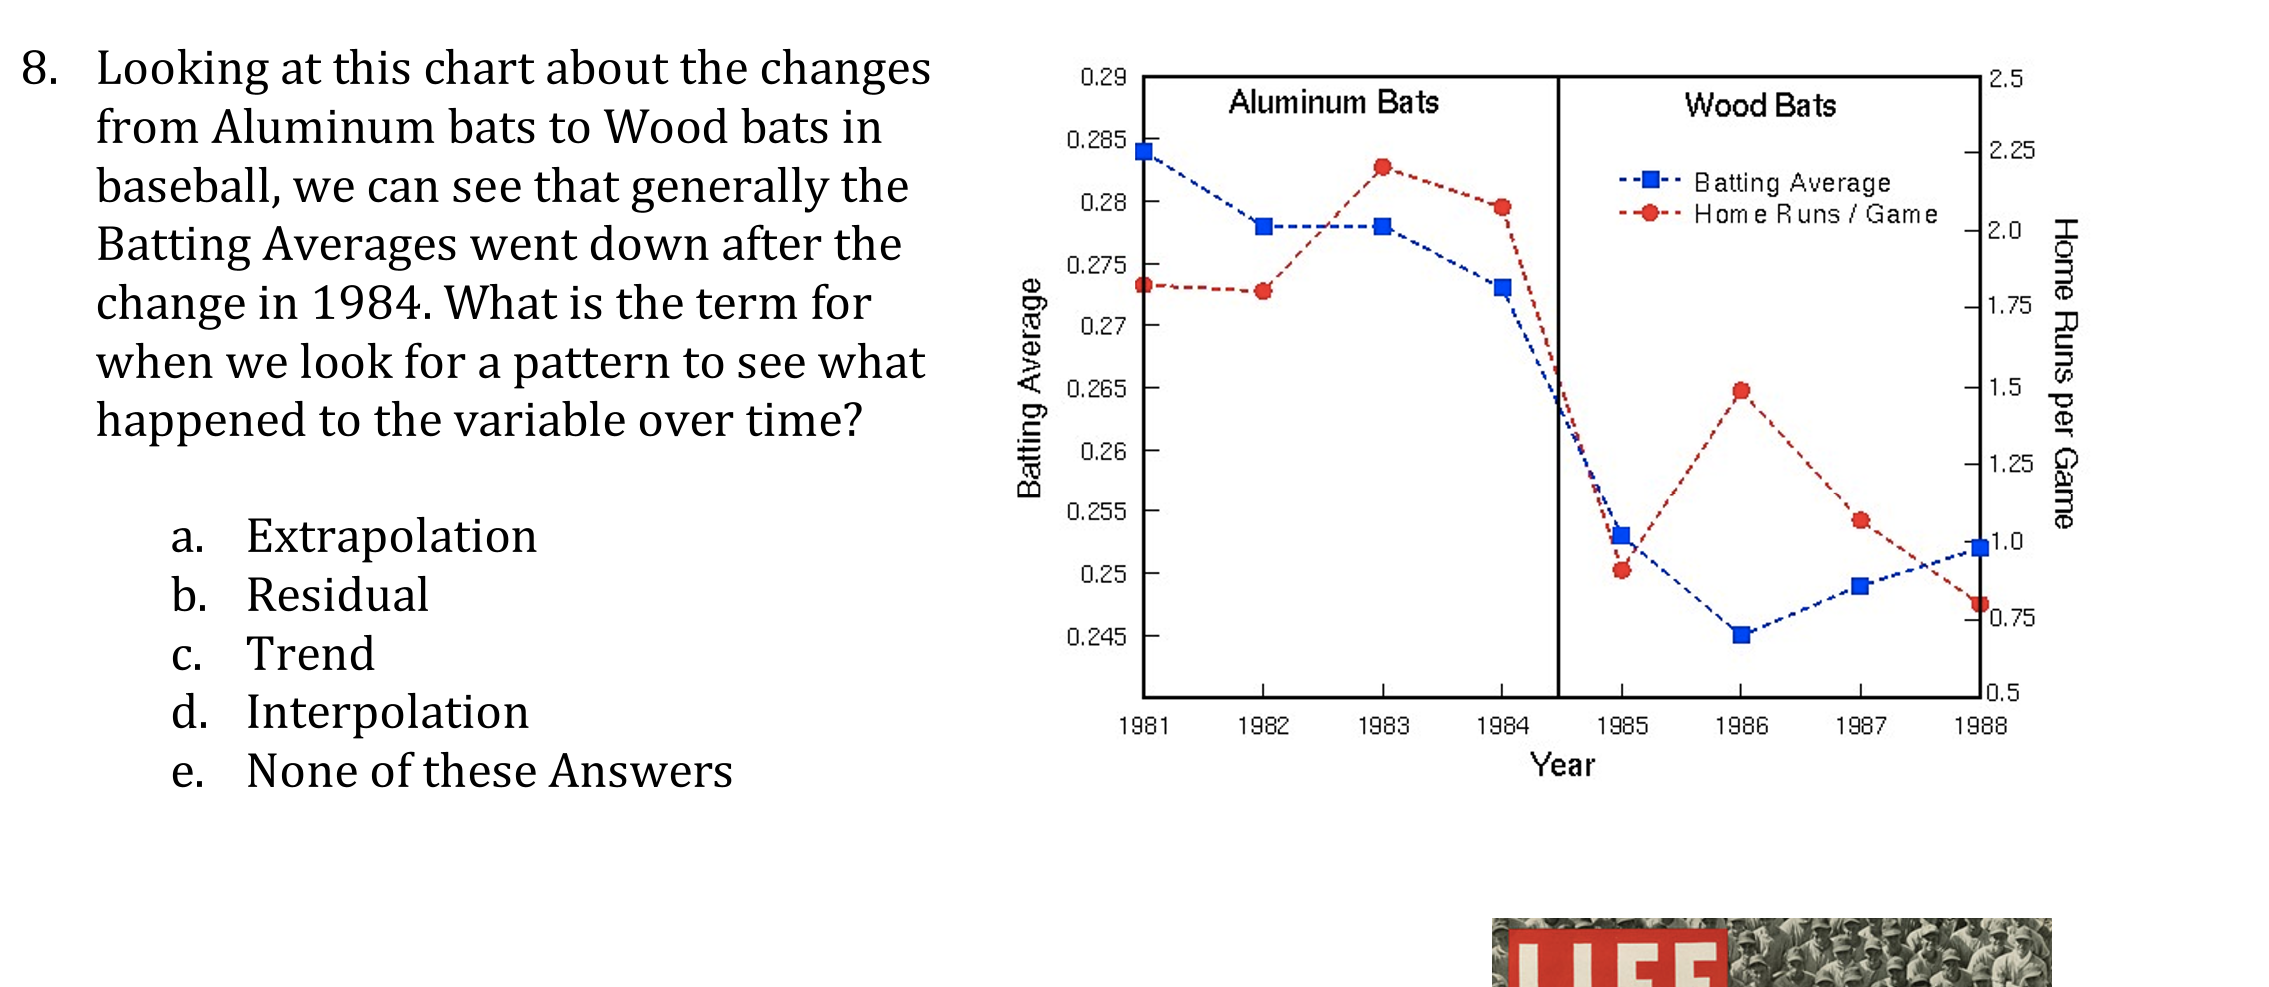 8. Looking at this chart about the changes
from Aluminum bats to Wood bats in
baseball, we can see that generally the
Batting Averages went down after the
change in 1984. What is the term for
when we look for a pattern to see what
happened to the variable over time?
a. Extrapolation
b. Residual
c. Trend
d. Interpolation
e. None of these Answers
Aluminum Bats
Wood Bats
Batting Average
Home Runs / Game
Batting Average
0.29
0.285
0.28
0.275
0.27
0.265
0.26
0.255
0.25
0.245
2.5
2.25
2.0
1.75
1.5
1.25
1.0
0.75
0.5
Home Runs per Game
1981 1982 1983 1984 1985 1986 1987 1988
Year
LIFE